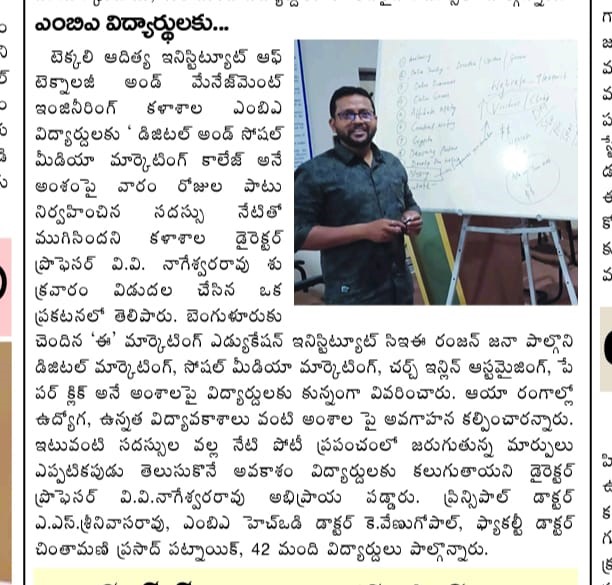 ఎంబిఎ విద్యార్థులకు...
టెక్కలి ఆదిత్య ఇనిస్టిట్యూట్ ఆఫ్
టెక్నాలజి అండ్ మేనేజ్‌మెంట్
ఇంజినీరింగ్ కళాశాల ఎంబిఎ
విద్యార్దులకు ' డిజిటల్ అండ్ సోషల్
మీడియా మార్కెటింగ్ కాలేజ్ అనే
అంశంపై వారం రోజుల పాటు
నిర్వహించిన సదస్సు నేటితో
ముగిసిందని కళాశాల డైరెక్టర్
ప్రొఫెసర్ వి.వి. నాగేశ్వరరావు శు
క్రవారం విడుదల చేసిన ఒక
ప్రకటనలో తెలిపారు. బెంగుళూరుకు
చెందిన 'ఈ' మార్కెటింగ్ ఎడ్యుకేషన్ ఇనిస్టిట్యూట్ సిఇఈ రంజన్ జనా పాల్గొని
డిజిటల్ మార్కెటింగ్, సోషల్ మీడియా మార్కెటింగ్, చర్చ్ ఇన్లిన్ ఆస్టమైజింగ్, పే
పర్ క్లిక్ అనే అంశాలపై విద్యార్దులకు కున్నంగా వివరించారు. ఆయా రంగాల్లో
ఉద్యోగ, ఉన్నత విద్యావకాశాలు వంటి అంశాల పై అవగాహన కల్పించారన్నారు.
ఇటువంటి సదస్సుల వల్ల నేటి పోటీ ప్రపంచంలో జరుగుతున్న మార్పులు
ఎప్పటికపుడు తెలుసుకొనే అవకాశం విద్యార్దులకు కలుగుతాయని డైరెక్టర్
ప్రొఫెసర్ వి.వి.నాగేశ్వరరావు అభిప్రాయ పడ్డారు. ప్రిన్సిపాల్ డాక్టర్
ఎ.ఎస్.శ్రీనివాసరావు, ఎంబిఎ హెచ్ఒడి డాక్టర్ కె.వేణుగోపాల్, ఫ్యాకల్టీ డాక్టర్
చింతామణి ప్రసాద్ పట్నాయిక్, 42 మంది విద్యార్దులు పాల్గొన్నారు.